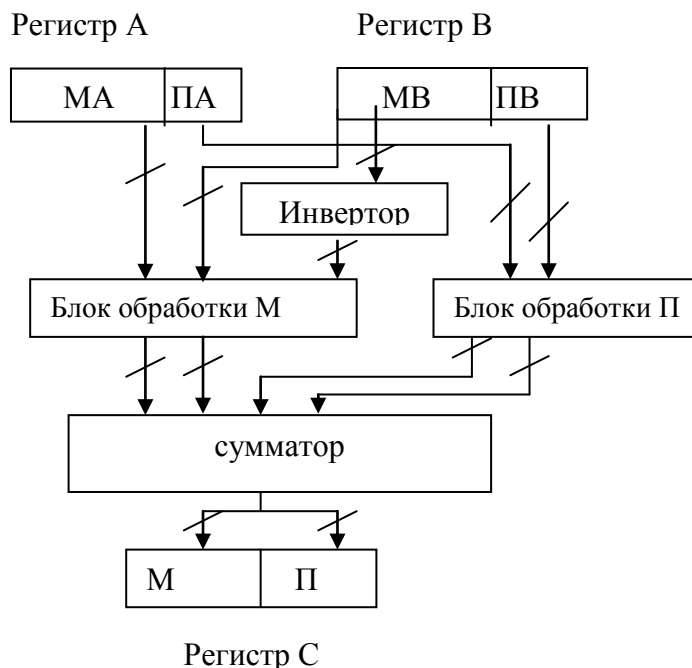 Регистр А Регистр В
МА ПА МВ ПВ
Инвертор
Блок обработки М Блок обработки П
сумматор
М П
Регистр С